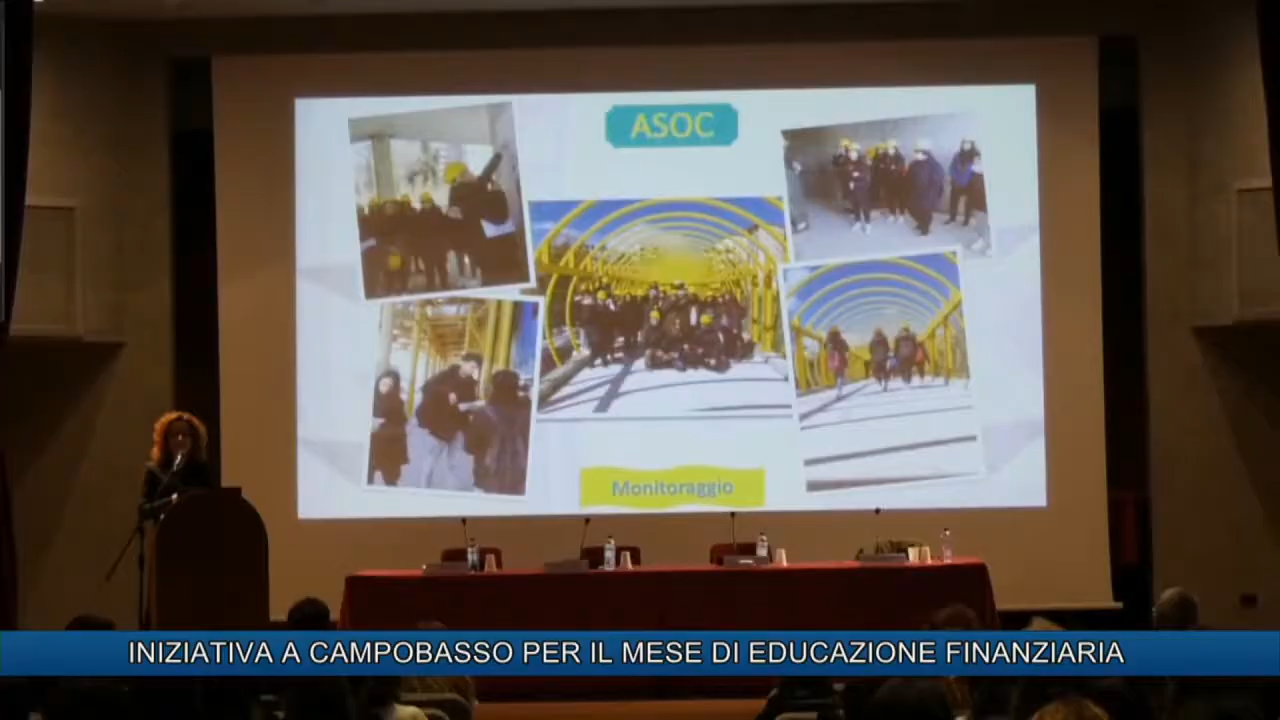 ASOC
Monitoraggio
INIZIATIVA A CAMPOBASSO PER IL MESE DI EDUCAZIONE FINANZIARIA